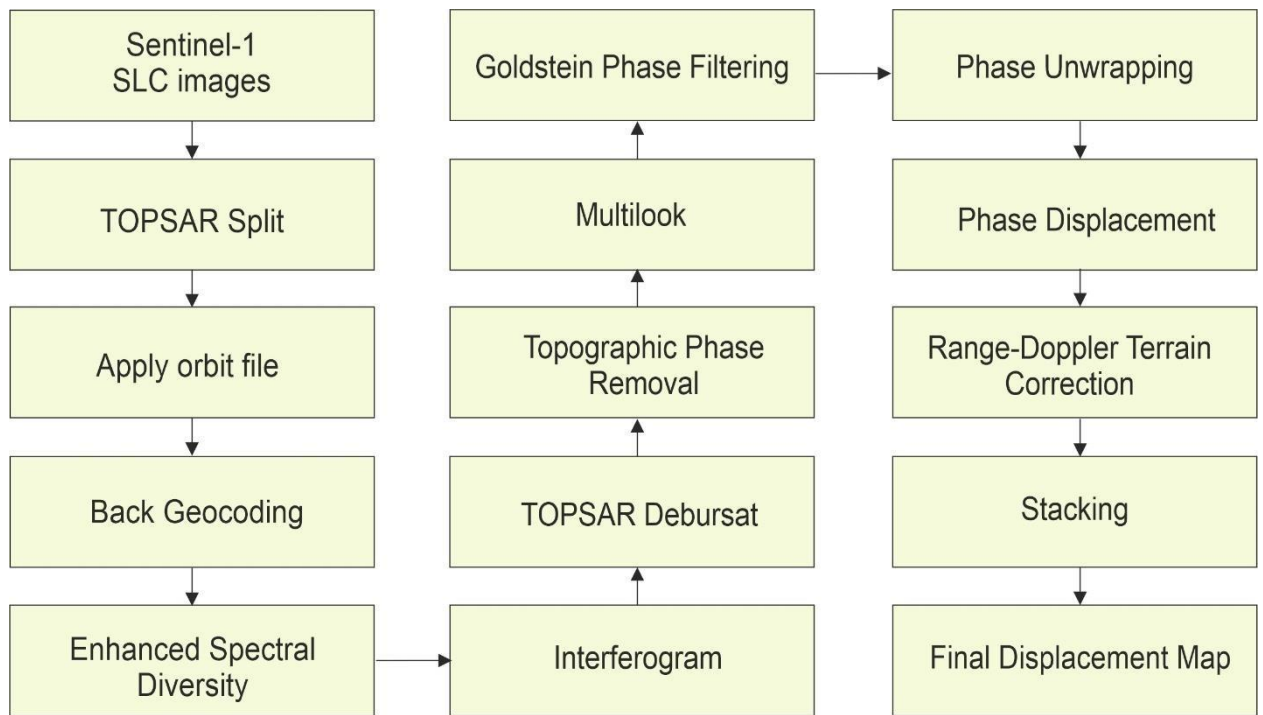 Sentinel-1
SLC images
TOPSAR Split
Apply orbit file
Back Geocoding
Enhanced Spectral
Diversity
Interferogram
TOPSAR Debursat
Topographic Phase
Removal
Multilook
Goldstein Phase Filtering
Phase Unwrapping
Phase Displacement
Range-Doppler Terrain
Correction
Stacking
Final Displacement Map